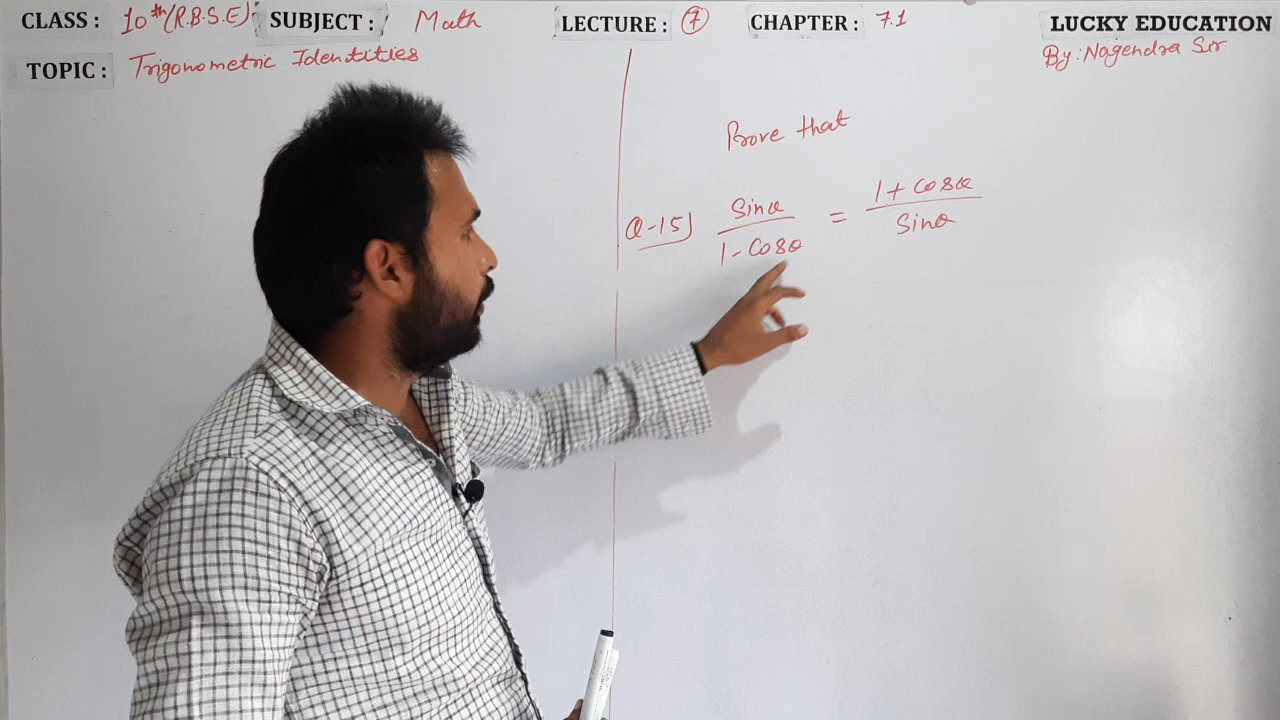 CLASS : 10th (R.B.S.E) SUBJECT : Math LECTURE : 7 CHAPTER : 7.1 LUCKY EDUCATION
TOPIC : Trigonometric Identities By : Nagendra Sir
Prove that
Q-15) Sinθ / 1 - Cosθ = 1 + Cosθ / Sinθ